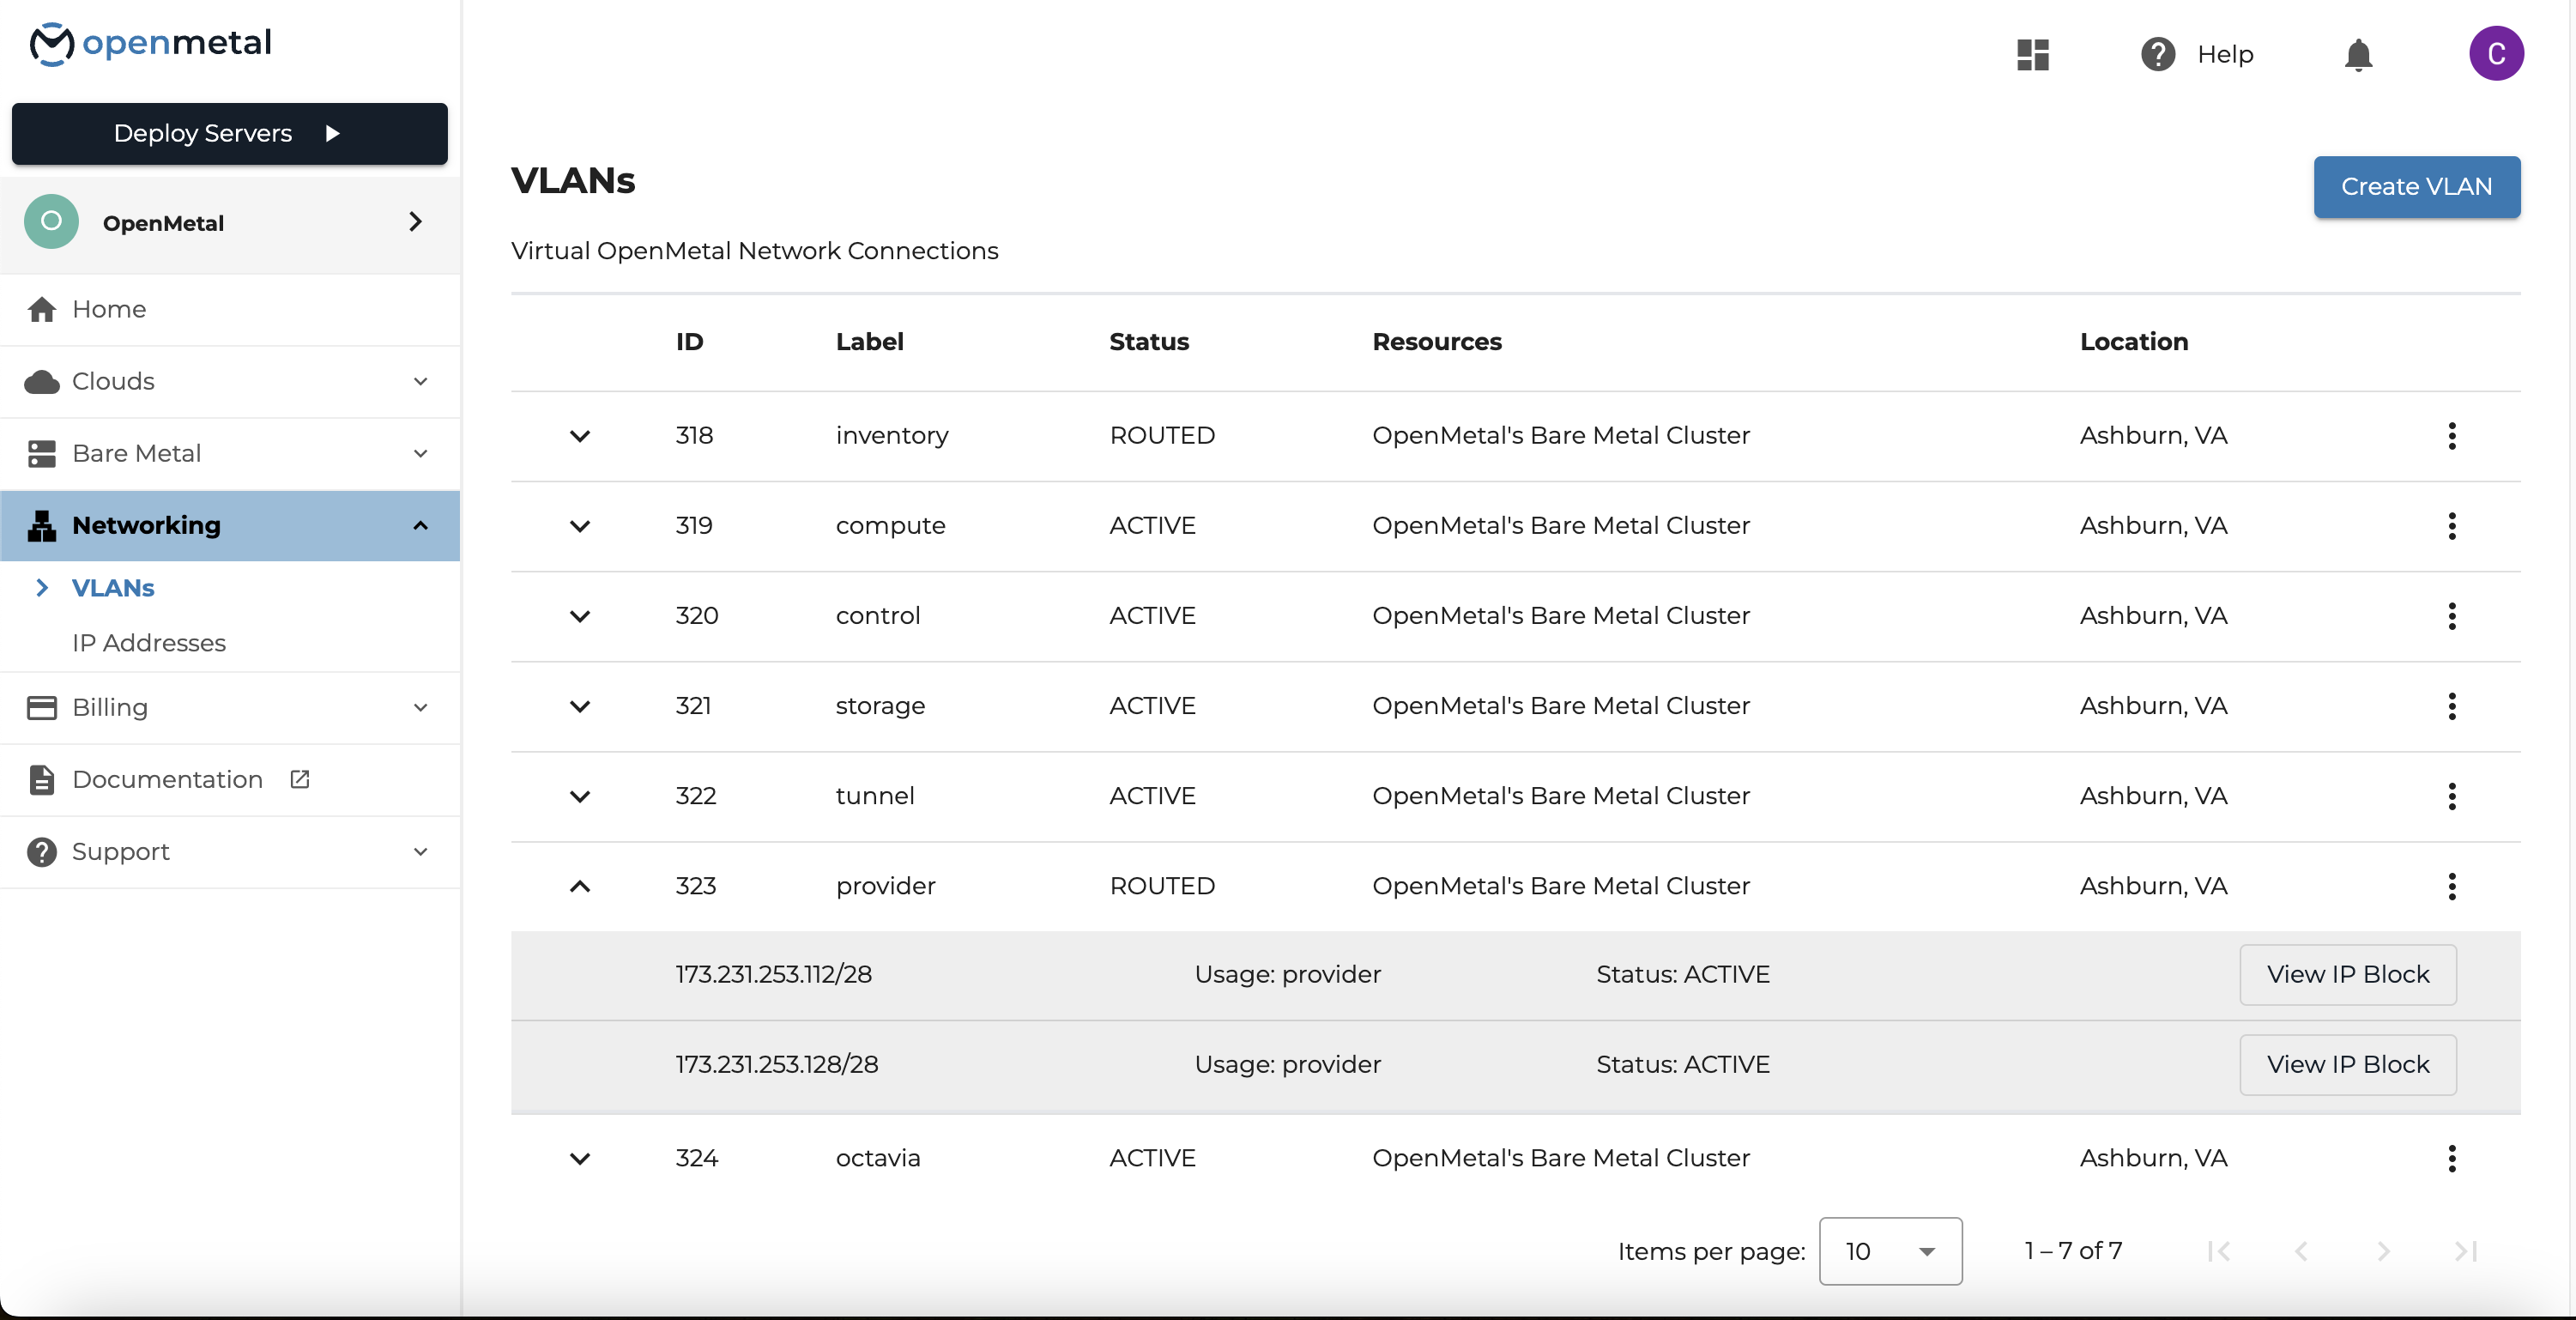 openmetal
Deploy Servers
O OpenMetal
Home
Clouds
Bare Metal
Networking
VLANs
IP Addresses
Billing
Documentation
Support
Help
C
VLANs
Create VLAN
Virtual OpenMetal Network Connections
ID Label Status Resources Location
318 inventory ROUTED OpenMetal's Bare Metal Cluster Ashburn, VA
319 compute ACTIVE OpenMetal's Bare Metal Cluster Ashburn, VA
320 control ACTIVE OpenMetal's Bare Metal Cluster Ashburn, VA
321 storage ACTIVE OpenMetal's Bare Metal Cluster Ashburn, VA
322 tunnel ACTIVE OpenMetal's Bare Metal Cluster Ashburn, VA
323 provider ROUTED OpenMetal's Bare Metal Cluster Ashburn, VA
173.231.253.112/28 Usage: provider Status: ACTIVE View IP Block
173.231.253.128/28 Usage: provider Status: ACTIVE View IP Block
324 octavia ACTIVE OpenMetal's Bare Metal Cluster Ashburn, VA
Items per page: 10 1 – 7 of 7